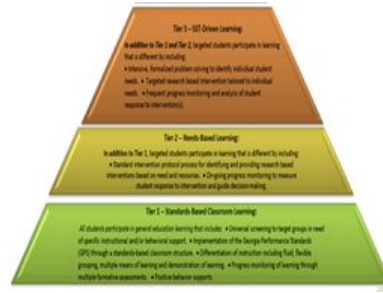 Tier 3 – SST-Driven Learning:
In addition to Tier 1 and Tier 2, targeted students participate in learning
that is different by including:
• Intensive, formalized problem solving to identify individual student
needs. • Targeted research based intervention tailored to individual
needs. • Frequent progress monitoring and analysis of student
response to intervention(s).
Tier 2 – Needs-Based Learning:
In addition to Tier 1, targeted students participate in learning that is different by including:
• Standard intervention protocol process for identifying and providing research based
interventions based on need and resources. • On-going progress monitoring to measure
student response to intervention and guide decision-making.
Tier 1 – Standards-Based Classroom Learning:
All students participate in general education learning that includes: • Universal screening to target groups in need
of specific instructional and/or behavioral support. • Implementation of the Georgia Performance Standards
(GPS) through a standards-based classroom structure. • Differentiation of instruction including fluid, flexible
grouping, multiple means of learning and demonstration of learning. • Progress monitoring of learning through
multiple formative assessments. • Positive behavior supports.